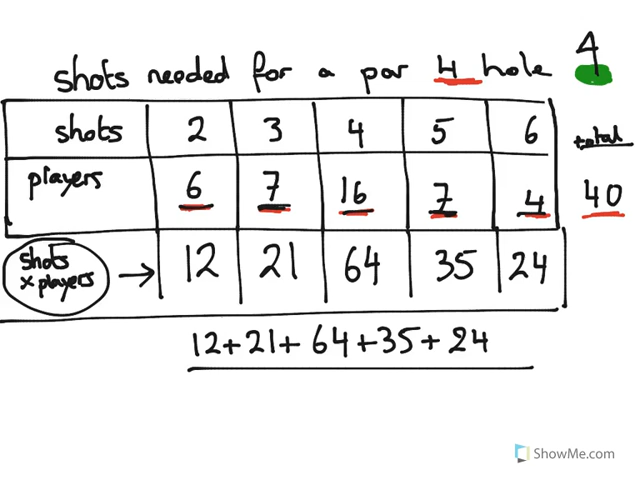 4
shots needed for a par 4 hole
shots 2 3 4 5 6 total
players 6 7 16 7 4 40
shots
x players → 12 21 64 35 24
12+21+ 64+35+ 24
ShowMe.com